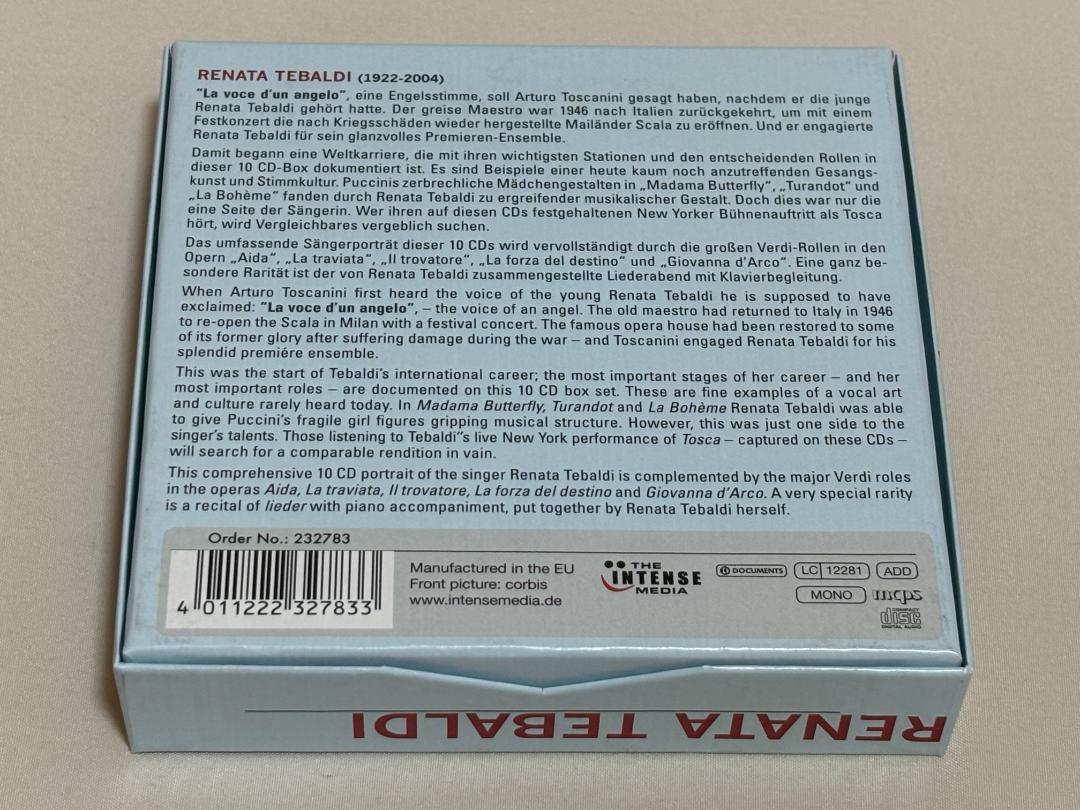 RENATA TEBALDI (1922-2004)
"La voce d'un angelo", eine Engelsstimme, soll Arturo Toscanini gesagt haben, nachdem er die junge
Renata Tebaldi gehört hatte. Der greise Maestro war 1946 nach Italien zurückgekehrt, um mit einem
Festkonzert die nach Kriegsschäden wieder hergestellte Mailänder Scala zu eröffnen. Und er engagierte
Renata Tebaldi für sein glanzvolles Premieren-Ensemble.
Damit begann eine Weltkarriere, die mit ihren wichtigsten Stationen und den entscheidenden Rollen in
dieser 10 CD-Box dokumentiert ist. Es sind Beispiele einer heute kaum noch anzutreffenden Gesangs-
kunst und Stimmkultur. Puccinis zerbrechliche Mädchengestalten in „Madama Butterfly", „Turandot" und
„La Bohème" fanden durch Renata Tebaldi zu ergreifender musikalischer Gestalt. Doch dies war nur die
eine Seite der Sängerin. Wer ihren auf diesen CDs festgehaltenen New Yorker Bühnenauftritt als Tosca
hört, wird Vergleichbares vergeblich suchen.
Das umfassende Sängerporträt dieser 10 CDs wird vervollständigt durch die großen Verdi-Rollen in den
Opern „Aida", „La traviata", „Il trovatore", „La forza del destino" und „Giovanna d'Arco". Eine ganz be-
sondere Rarität ist der von Renata Tebaldi zusammengestellte Liederabend mit Klavierbegleitung.
When Arturo Toscanini first heard the voice of the young Renata Tebaldi he is supposed to have
exclaimed: "La voce d'un angelo", – the voice of an angel. The old maestro had returned to Italy in 1946
to re-open the Scala in Milan with a festival concert. The famous opera house had been restored to some
of its former glory after suffering damage during the war – and Toscanini engaged Renata Tebaldi for his
splendid premiére ensemble.
This was the start of Tebaldi's international career; the most important stages of her career – and her
most important roles – are documented on this 10 CD box set. These are fine examples of a vocal art
and culture rarely heard today. In Madama Butterfly, Turandot and La Bohème Renata Tebaldi was able
to give Puccini's fragile girl figures gripping musical structure. However, this was just one side to the
singer's talents. Those listening to Tebaldi"s live New York performance of Tosca – captured on these CDs –
will search for a comparable rendition in vain.
This comprehensive 10 CD portrait of the singer Renata Tebaldi is complemented by the major Verdi roles
in the operas Aida, La traviata, Il trovatore, La forza del destino and Giovanna d'Arco. A very special rarity
is a recital of lieder with piano accompaniment, put together by Renata Tebaldi herself.
Order No.: 232783
4 011222 327833
Manufactured in the EU
Front picture: corbis
www.intensemedia.de
THE
INTENSE
MEDIA
DOCUMENTS
LC 12281
ADD
MONO
mcps
COMPACT
disc
DIGITAL AUDIO
RENATA TEBALDI